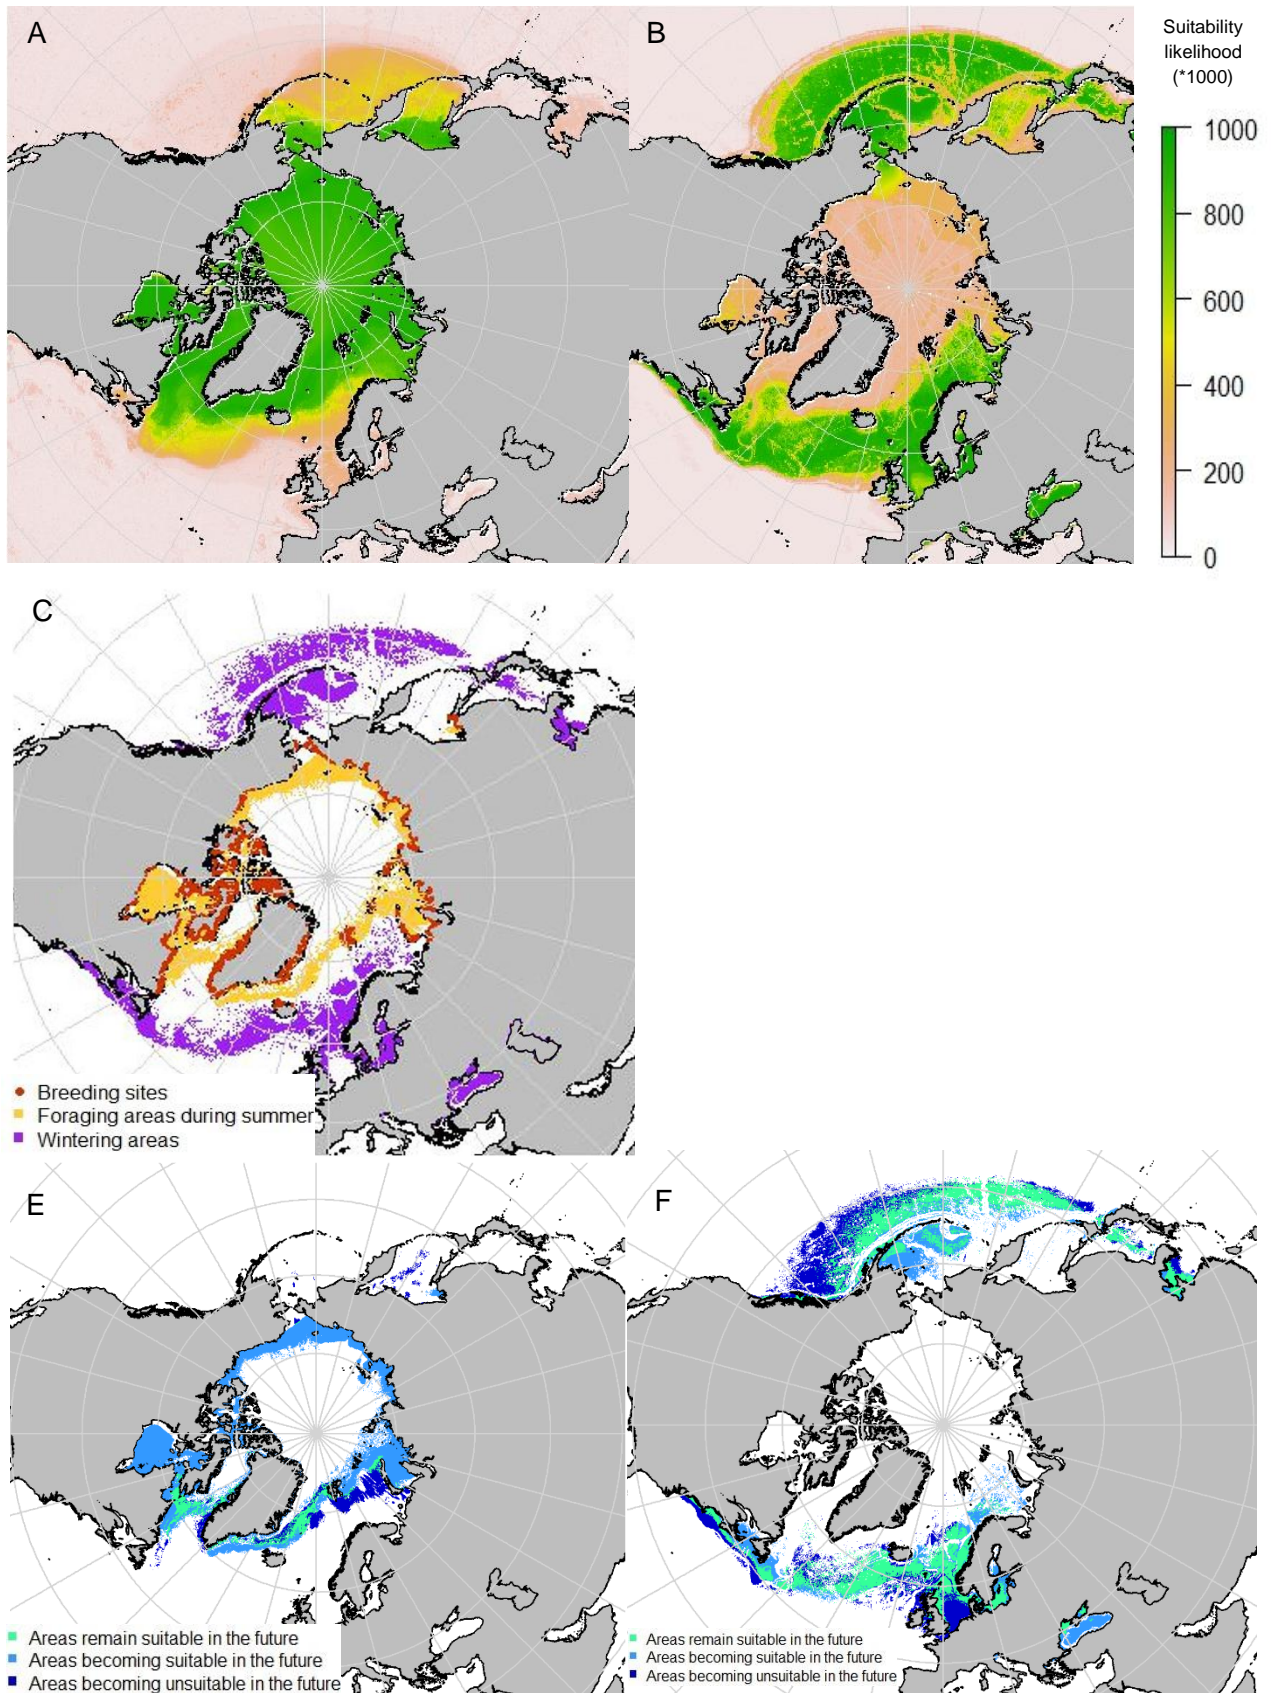 A
B
Suitability
likelihood
(*1000)
1000
800
600
400
200
0
C
Breeding sites
Foraging areas during summer
Wintering areas
E
F
Areas remain suitable in the future
Areas becoming suitable in the future
Areas becoming unsuitable in the future
Areas remain suitable in the future
Areas becoming suitable in the future
Areas becoming unsuitable in the future